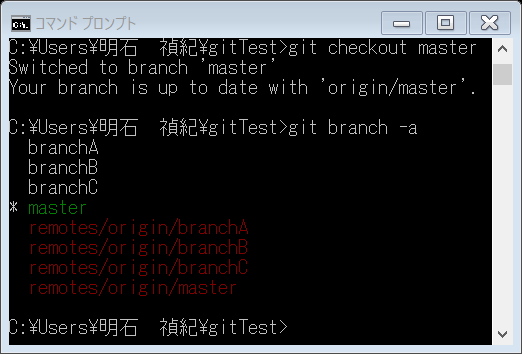 コマンド プロンプト
C:¥Users¥明石　禎紀¥gitTest>git checkout master
Switched to branch 'master'
Your branch is up to date with 'origin/master'.
C:¥Users¥明石　禎紀¥gitTest>git branch -a
branchA
branchB
branchC
* master
remotes/origin/branchA
remotes/origin/branchB
remotes/origin/branchC
remotes/origin/master
C:¥Users¥明石　禎紀¥gitTest>